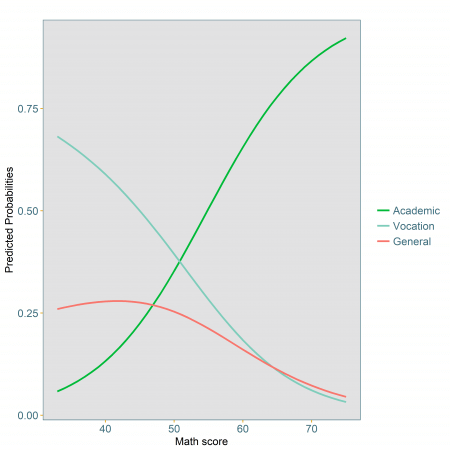 Predicted Probabilities
0.75
0.50
0.25
0.00
40 50 60 70
Math score
Academic
Vocation
General